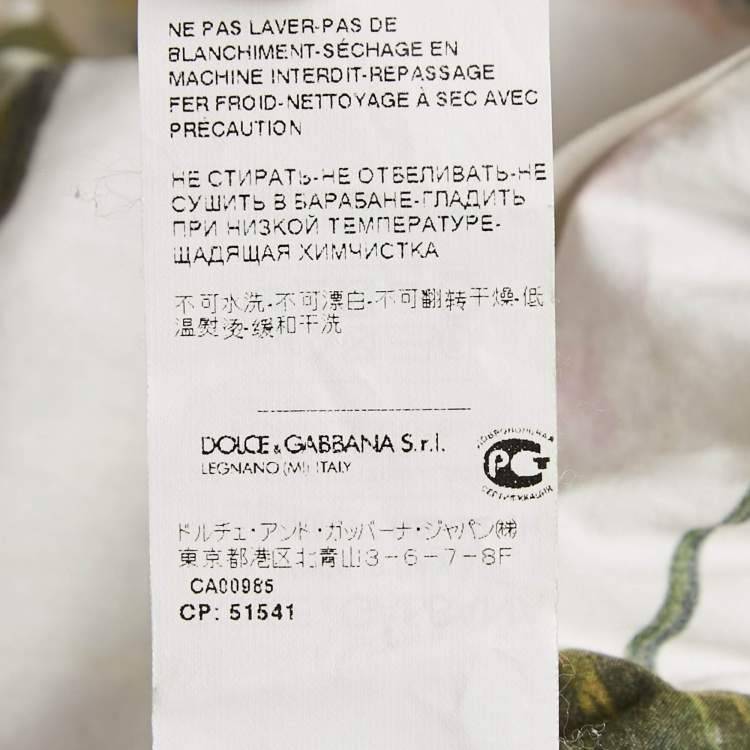 NE PAS LAVER-PAS DE
BLANCHIMENT-SÉCHAGE EN
MACHINE INTERDIT-REPASSAGE
FER FROID-NETTOYAGE À SEC AVEC
PRÉCAUTION
НЕ СТИРАТЬ-НЕ ОТБЕЛИВАТЬ-НЕ
СУШИТЬ В БАРАБАНЕ-ГЛАДИТЬ
ПРИ НИЗКОЙ ТЕМПЕРАТУРЕ-
ЩАДЯЩАЯ ХИМЧИСТКА
不可水洗-不可漂白-不可翻转干燥-低
温熨烫-缓和干洗
DOLCE & GABBANA S.r.l.
LEGNANO (MI) ITALY
ДОБРОВОЛЬНАЯ
РСТ
СЕРТИФИКАЦИЯ
ドルチェ・アンド・ガッバーナ・ジャパン(株)
東京都港区北青山3-6-7-8F
CA00985
CP: 51541